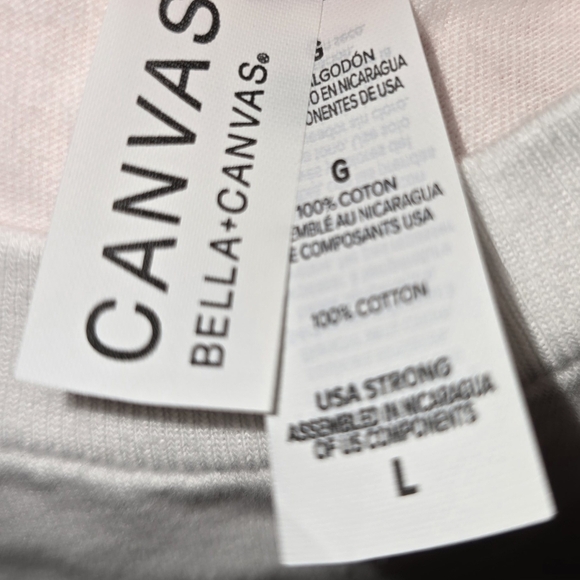 CANVAS
BELLA+CANVAS®
G
ALGODÓN
O EN NICARAGUA
ONENTES DE USA
G
100% COTON
EMBLÉ AU NICARAGUA
E COMPOSANTS USA
100% COTTON
USA STRONG
ASSEMBLED IN NICARAGUA
OF US COMPONENTS
L